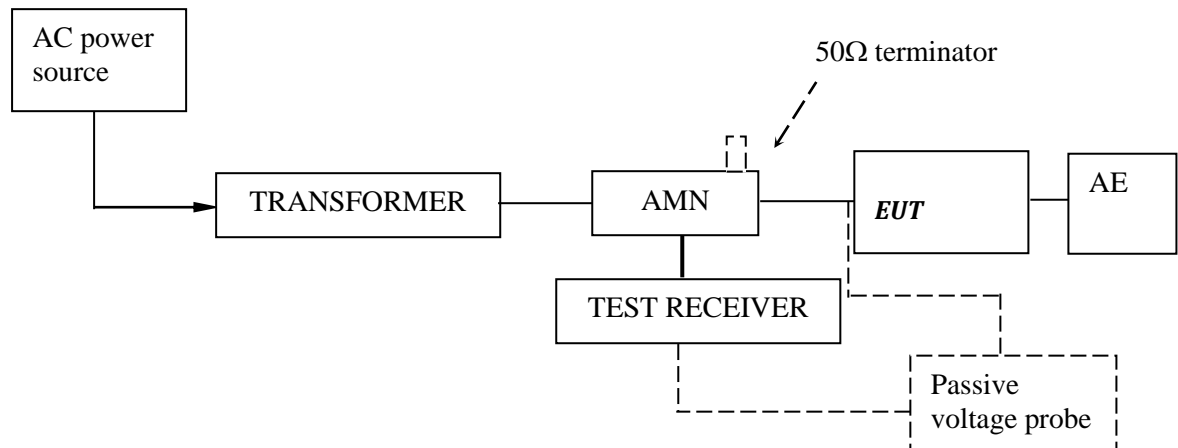 AC power
source
50Ω terminator
TRANSFORMER
AMN
EUT
AE
TEST RECEIVER
Passive
voltage probe